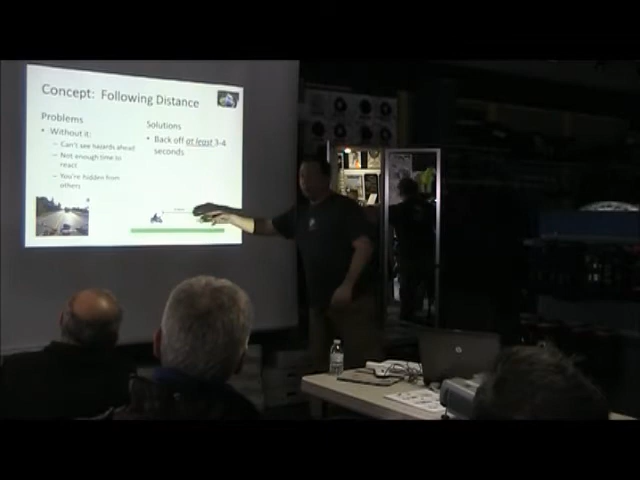 Concept: Following Distance
Problems
• Without it:
– Can't see hazards ahead
– Not enough time to
react
– You're hidden from
others
Solutions
• Back off at least 3-4
seconds